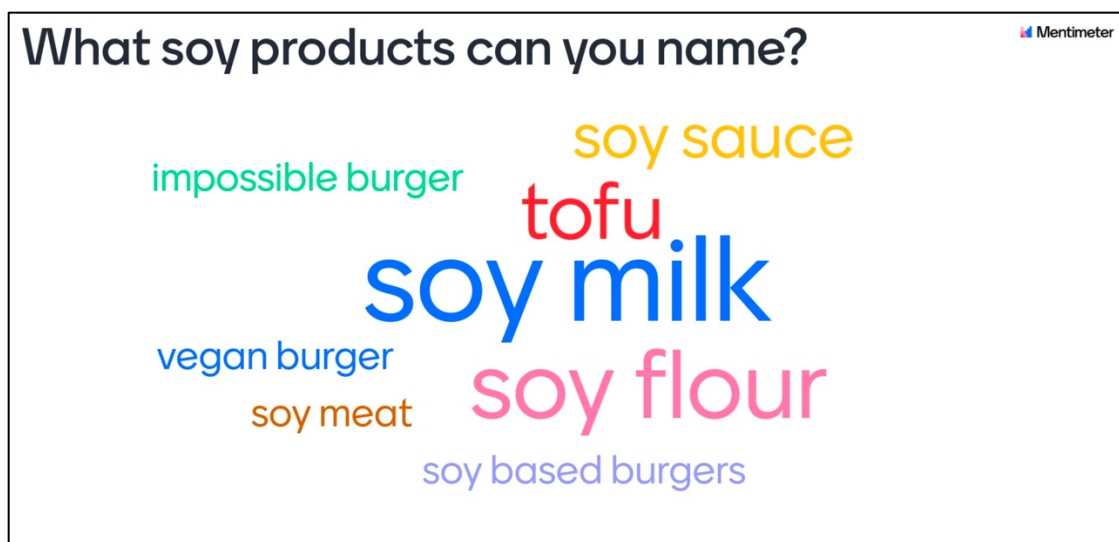 What soy products can you name?
Mentimeter
soy sauce
impossible burger
tofu
soy milk
vegan burger
soy flour
soy meat
soy based burgers